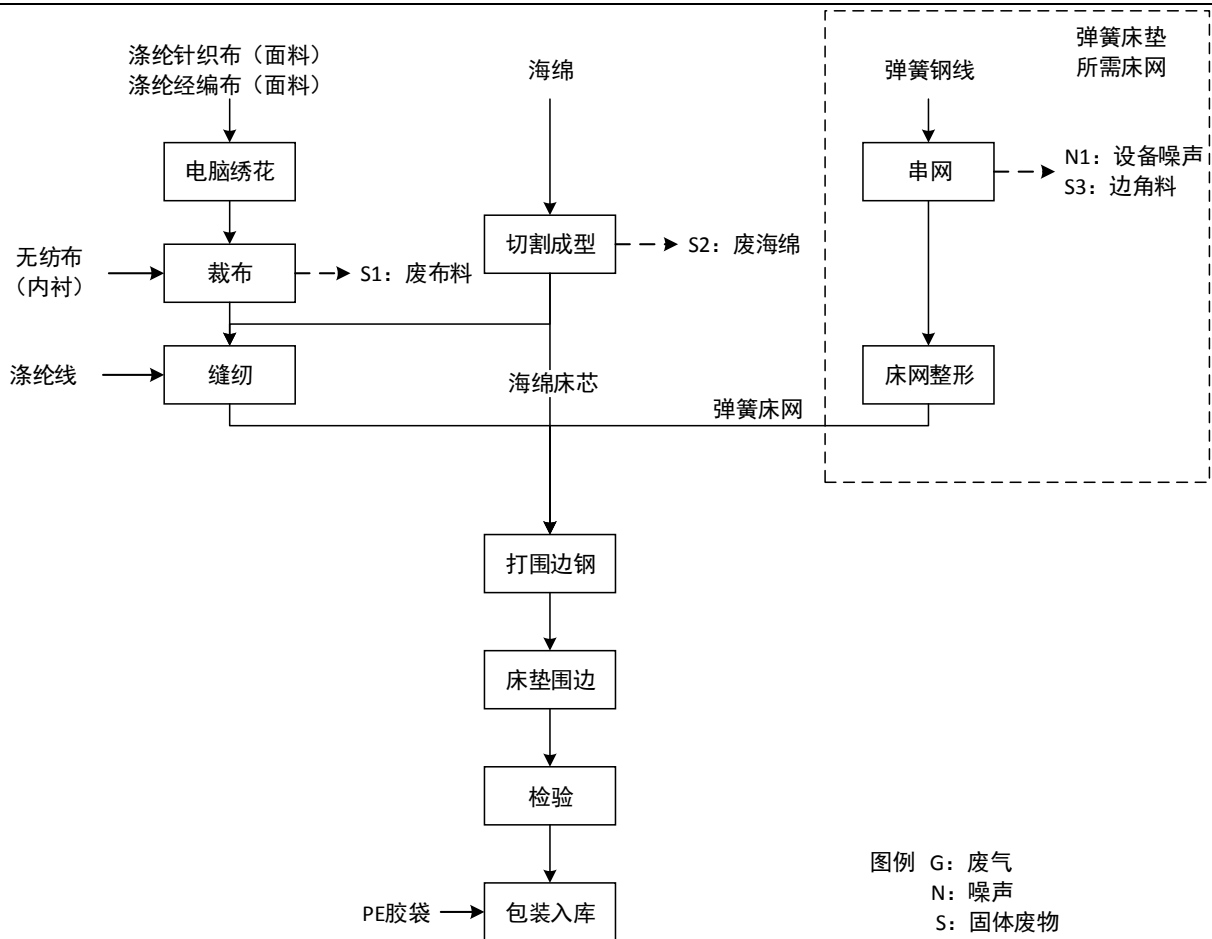 涤纶针织布（面料）
涤纶经编布（面料）
海绵
弹簧钢线
弹簧床垫
所需床网
电脑绣花
串网
N1：设备噪声
S3：边角料
切割成型
S2：废海绵
无纺布
（内衬）
裁布
S1：废布料
涤纶线
缝纫
海绵床芯
床网整形
弹簧床网
打围边钢
床垫围边
检验
PE胶袋
包装入库
图例 G：废气
N：噪声
S：固体废物